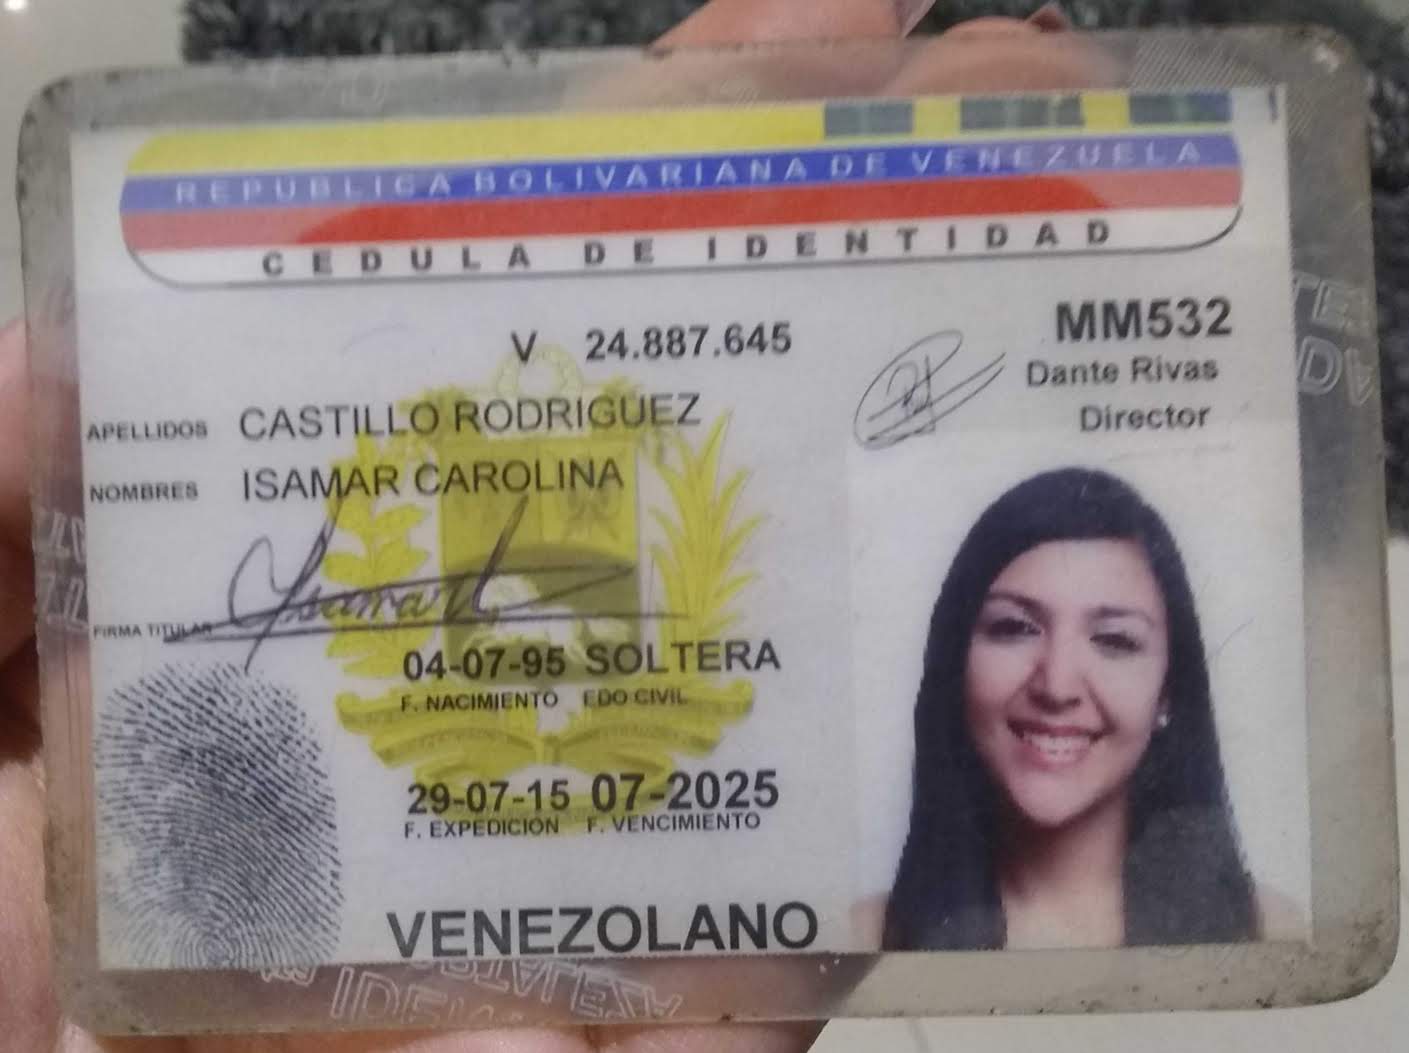 REPUBLICA BOLIVARIANA DE VENEZUELA
CEDULA DE IDENTIDAD
V 24.887.645
MM532
Dante Rivas
Director
APELLIDOS CASTILLO RODRIGUEZ
NOMBRES ISAMAR CAROLINA
Isamar
FIRMA TITULAR
04-07-95 SOLTERA
F. NACIMIENTO EDO CIVIL
29-07-15 07-2025
F. EXPEDICION F. VENCIMIENTO
VENEZOLANO